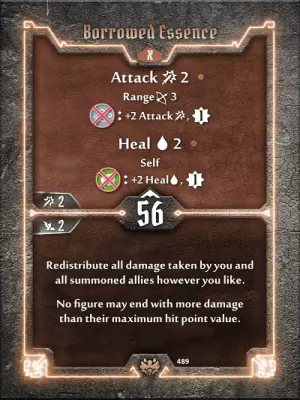 Borrowed Essence
X
Attack 2
Range 3
: +2 Attack , 1
Heal 2
Self
: +2 Heal , 1
2
56
2
Redistribute all damage taken by you and
all summoned allies however you like.
No figure may end with more damage
than their maximum hit point value.
489